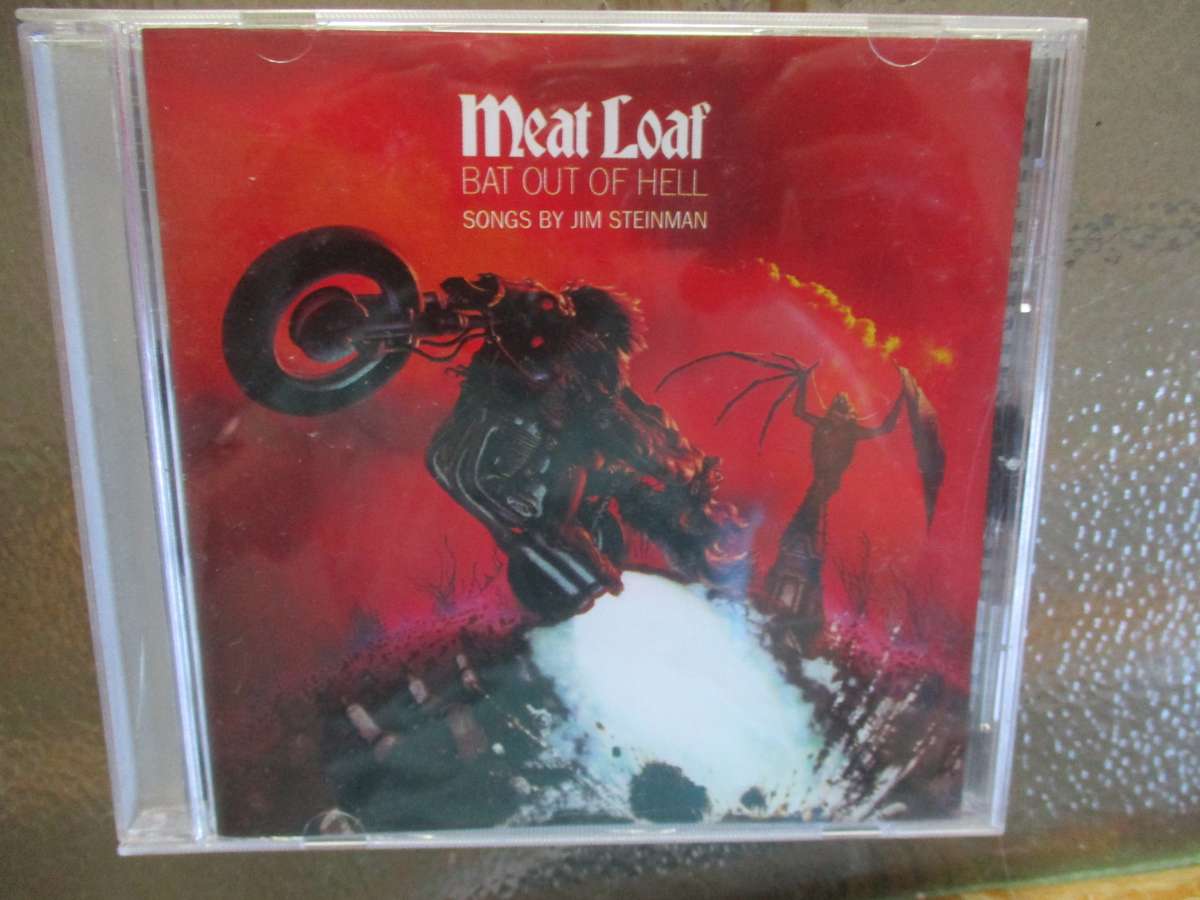 Meat Loaf
BAT OUT OF HELL
SONGS BY JIM STEINMAN